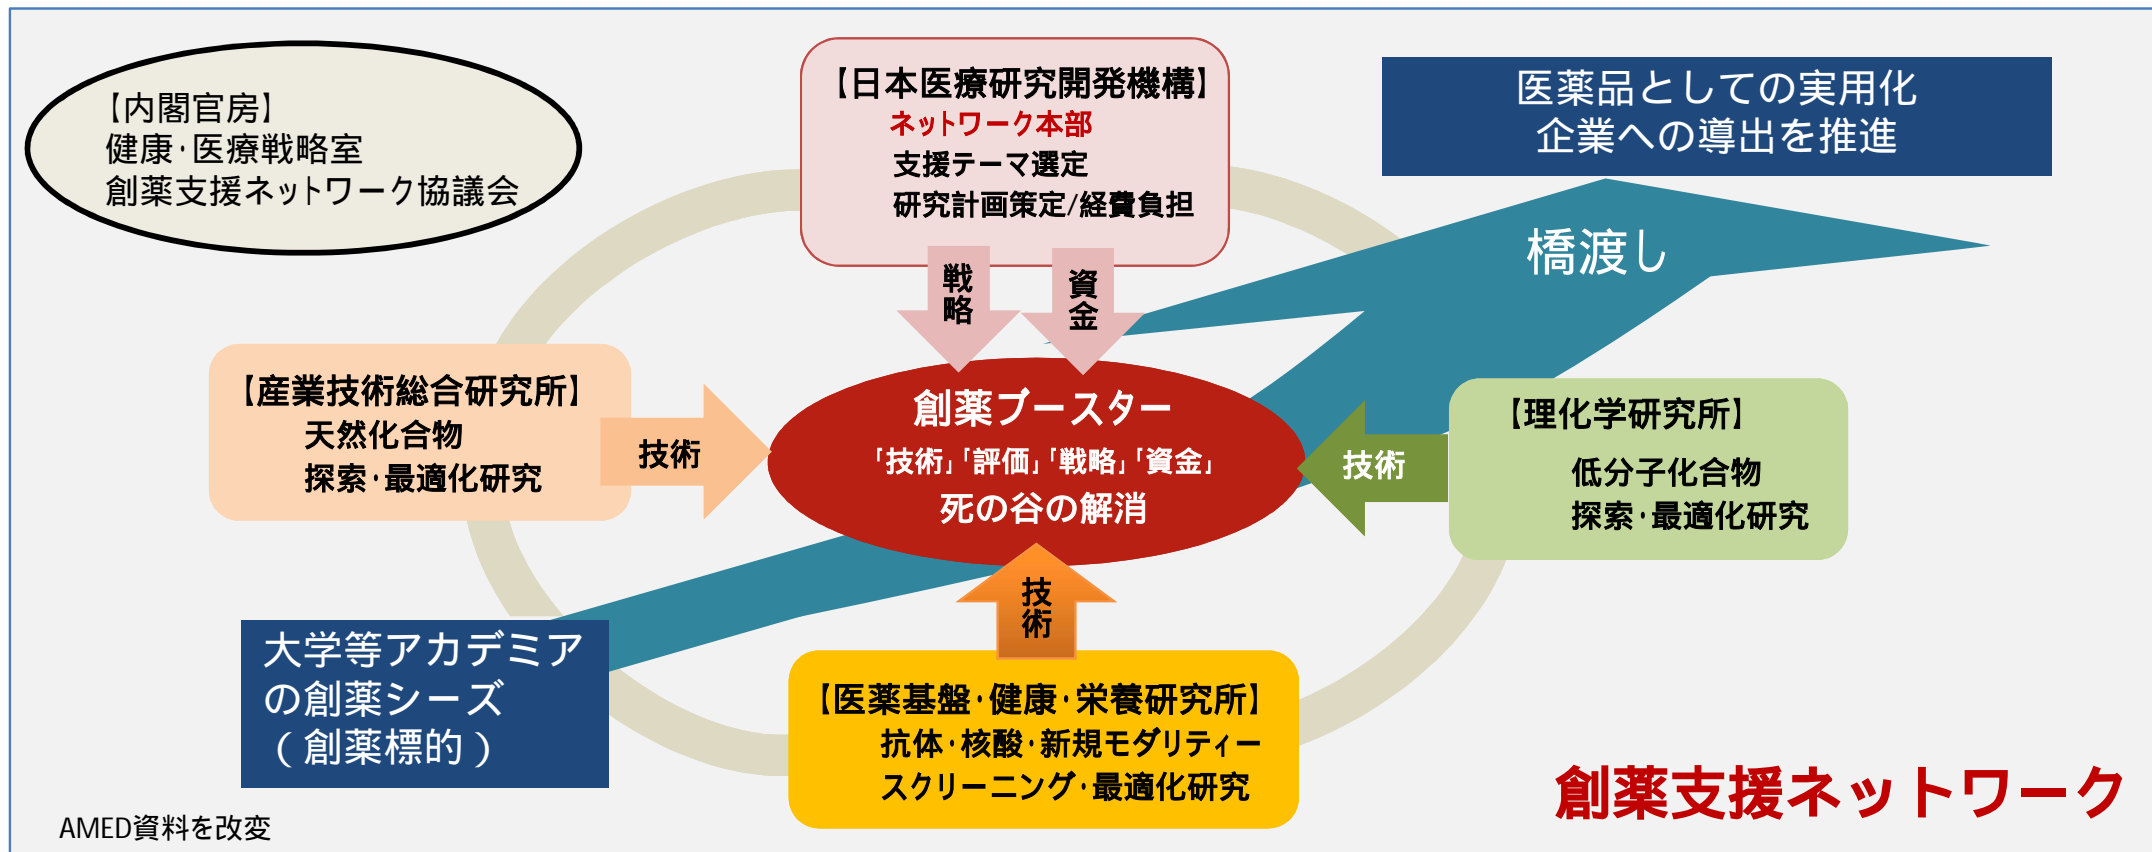 【内閣官房】
健康･医療戦略室
創薬支援ネットワーク協議会
【日本医療研究開発機構】
ネットワーク本部
支援テーマ選定
研究計画策定/経費負担
医薬品としての実用化
企業への導出を推進
橋渡し
戦略
資金
【産業技術総合研究所】
天然化合物
探索･最適化研究
技術
創薬ブースター
｢技術｣｢評価｣｢戦略｣｢資金｣
死の谷の解消
技術
【理化学研究所】
低分子化合物
探索･最適化研究
技術
大学等アカデミア
の創薬シーズ
（創薬標的）
【医薬基盤･健康･栄養研究所】
抗体･核酸･新規モダリティー
スクリーニング･最適化研究
創薬支援ネットワーク
AMED資料を改変